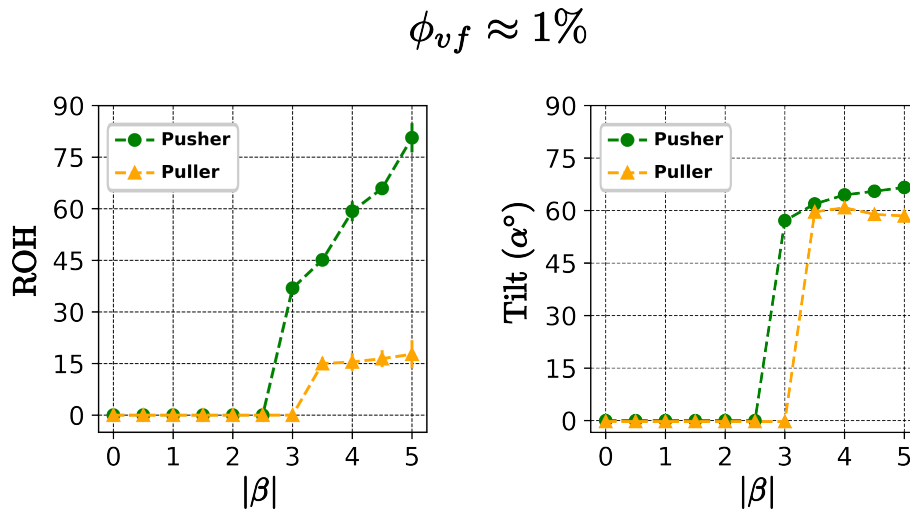 ϕvf ≈ 1%
90
75
60
45
30
15
0
ROH
Pusher
Puller
0 1 2 3 4 5
|β|
90
75
60
45
30
15
0
Tilt (α°)
Pusher
Puller
0 1 2 3 4 5
|β|